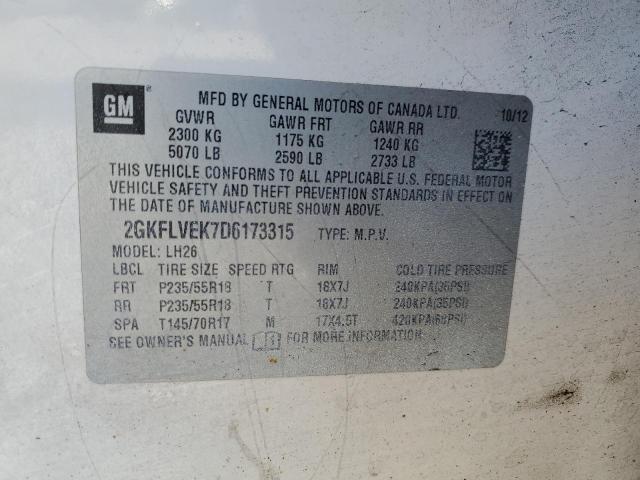 GM
MFD BY GENERAL MOTORS OF CANADA LTD.
10/12
GVWR GAWR FRT GAWR RR
2300 KG 1175 KG 1240 KG
5070 LB 2590 LB 2733 LB
THIS VEHICLE CONFORMS TO ALL APPLICABLE U.S. FEDERAL MOTOR
VEHICLE SAFETY AND THEFT PREVENTION STANDARDS IN EFFECT ON
THE DATE OF MANUFACTURE SHOWN ABOVE.
2GKFLVEK7D6173315 TYPE: M.P.V.
MODEL: LH26
LBCL TIRE SIZE SPEED RTG RIM COLD TIRE PRESSURE
FRT P235/55R18 T 18X7J 240KPA(35PSI)
RR P235/55R18 T 18X7J 240KPA(35PSI)
SPA T145/70R17 M 17X4.5T 420KPA(60PSI)
SEE OWNER'S MANUAL FOR MORE INFORMATION.